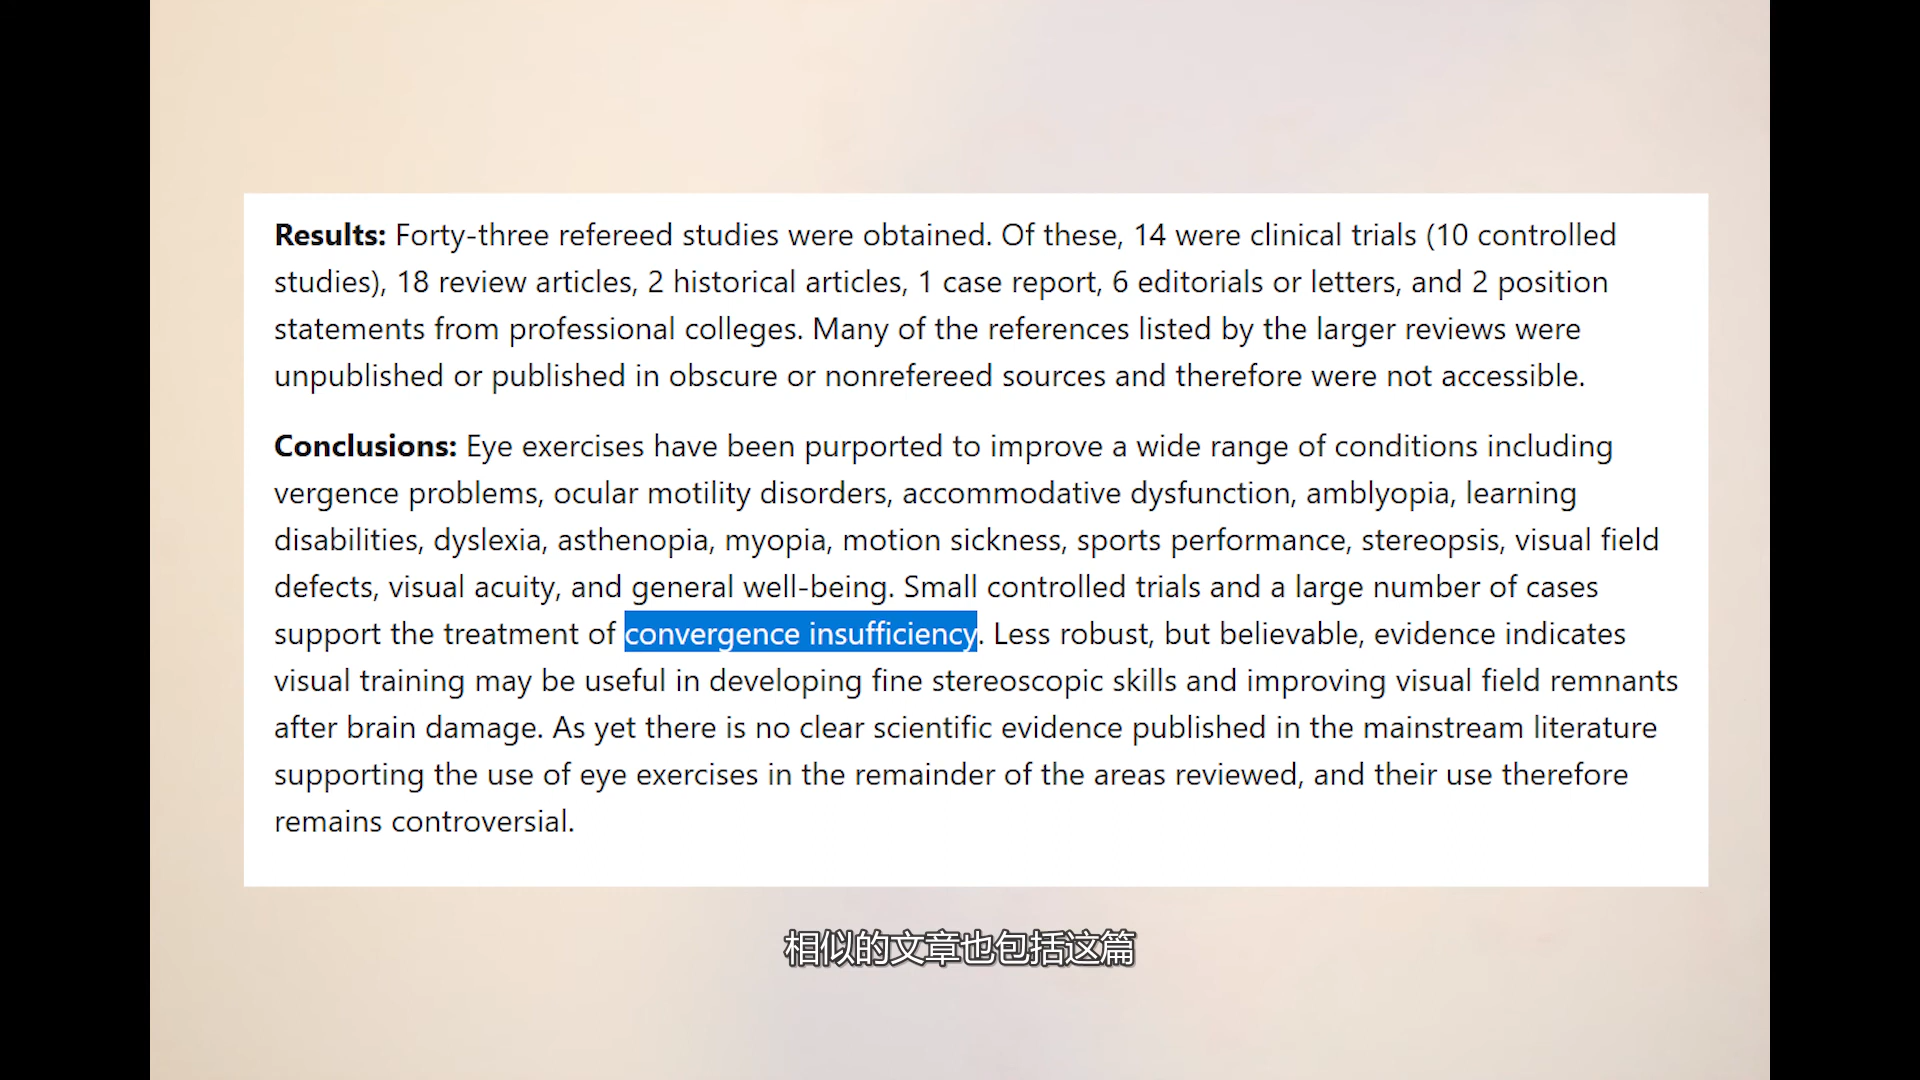 Results: Forty-three refereed studies were obtained. Of these, 14 were clinical trials (10 controlled
studies), 18 review articles, 2 historical articles, 1 case report, 6 editorials or letters, and 2 position
statements from professional colleges. Many of the references listed by the larger reviews were
unpublished or published in obscure or nonrefereed sources and therefore were not accessible.
Conclusions: Eye exercises have been purported to improve a wide range of conditions including
vergence problems, ocular motility disorders, accommodative dysfunction, amblyopia, learning
disabilities, dyslexia, asthenopia, myopia, motion sickness, sports performance, stereopsis, visual field
defects, visual acuity, and general well-being. Small controlled trials and a large number of cases
support the treatment of convergence insufficiency. Less robust, but believable, evidence indicates
visual training may be useful in developing fine stereoscopic skills and improving visual field remnants
after brain damage. As yet there is no clear scientific evidence published in the mainstream literature
supporting the use of eye exercises in the remainder of the areas reviewed, and their use therefore
remains controversial.
相似的文章也包括这篇